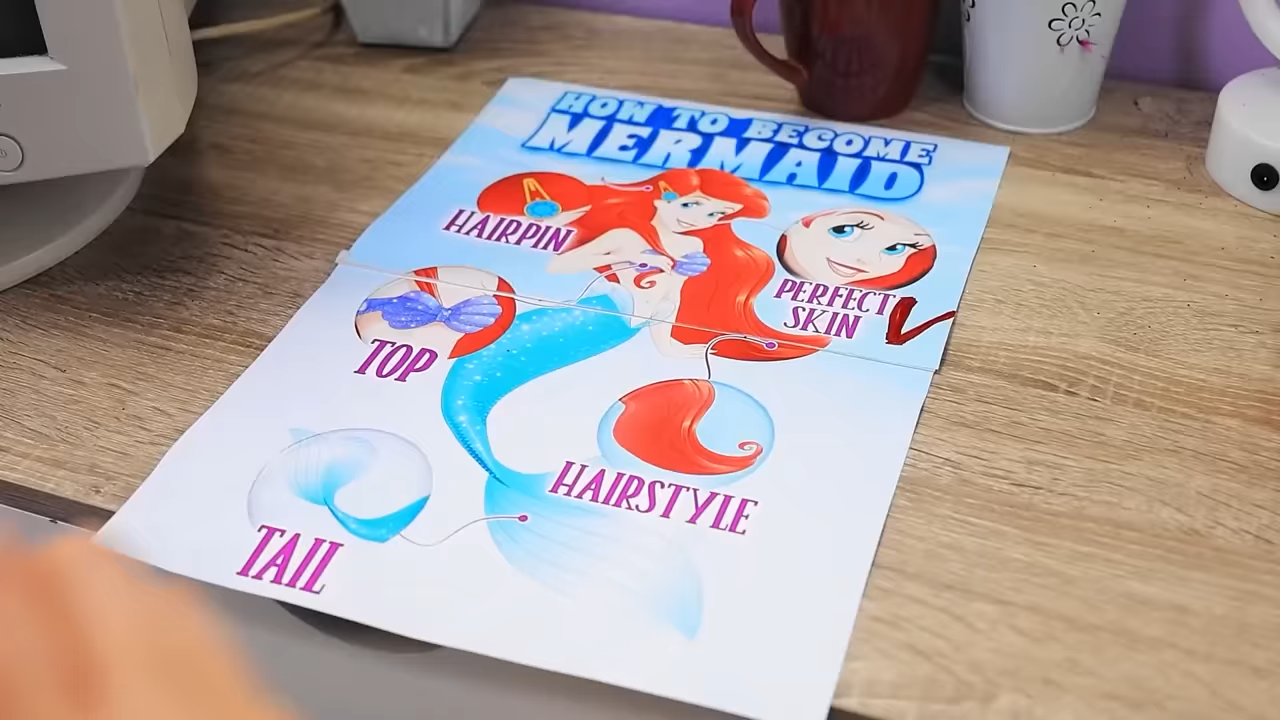 HOW TO BECOME
MERMAID
HAIRPIN
PERFECT
SKIN
TOP
HAIRSTYLE
TAIL